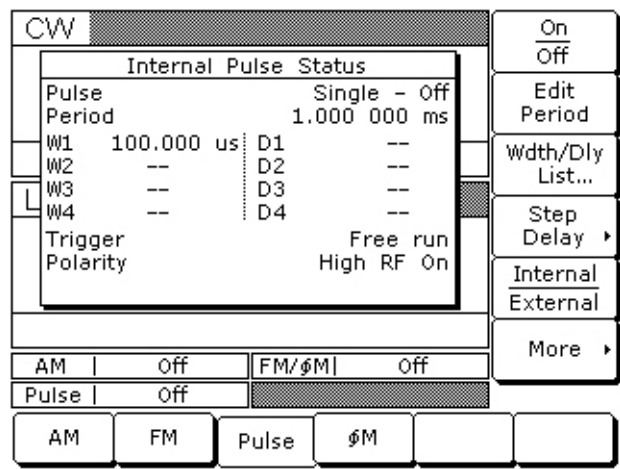 CW
Internal Pulse Status
Pulse Single - Off
Period 1.000 000 ms
W1 100.000 us D1 --
W2 -- D2 --
W3 -- D3 --
W4 -- D4 --
Trigger Free run
Polarity High RF On
L
AM | Off FM/ϕM| Off
Pulse | Off
On
Off
Edit
Period
Wdth/Dly
List...
Step
Delay
Internal
External
More
AM FM Pulse ϕM